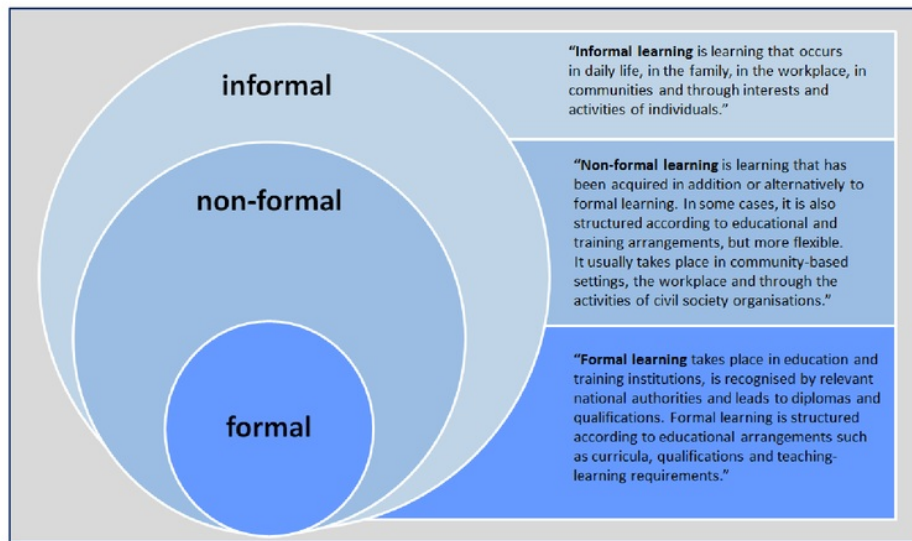 informal
non-formal
formal
“Informal learning is learning that occurs
in daily life, in the family, in the workplace, in
communities and through interests and
activities of individuals.”
“Non-formal learning is learning that has
been acquired in addition or alternatively to
formal learning. In some cases, it is also
structured according to educational and
training arrangements, but more flexible.
It usually takes place in community-based
settings, the workplace and through the
activities of civil society organisations.”
“Formal learning takes place in education and
training institutions, is recognised by relevant
national authorities and leads to diplomas and
qualifications. Formal learning is structured
according to educational arrangements such
as curricula, qualifications and teaching-
learning requirements.”